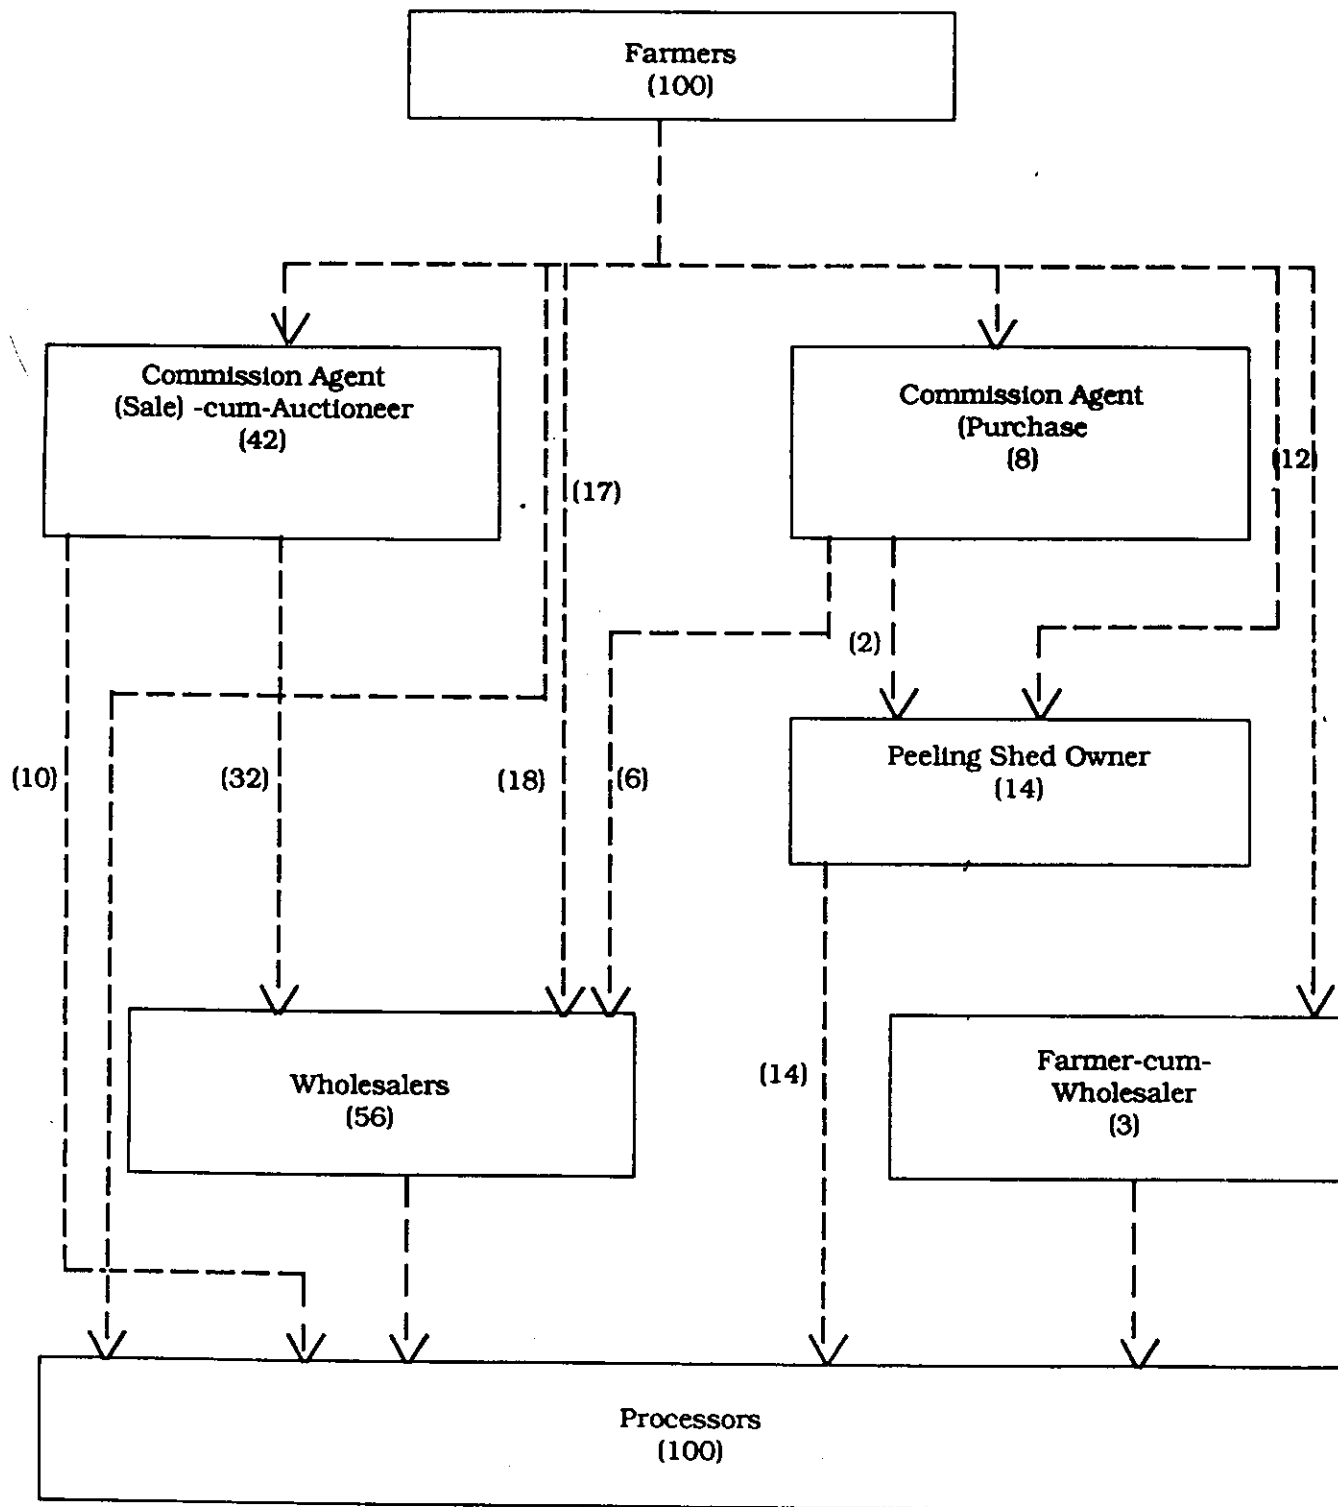 Farmers
(100)
Commission Agent
(Sale) -cum-Auctioneer
(42)
Commission Agent
(Purchase
(8)
(12)
(17)
(2)
(10)
(32)
(18)
(6)
Peeling Shed Owner
(14)
Wholesalers
(56)
(14)
Farmer-cum-
Wholesaler
(3)
Processors
(100)